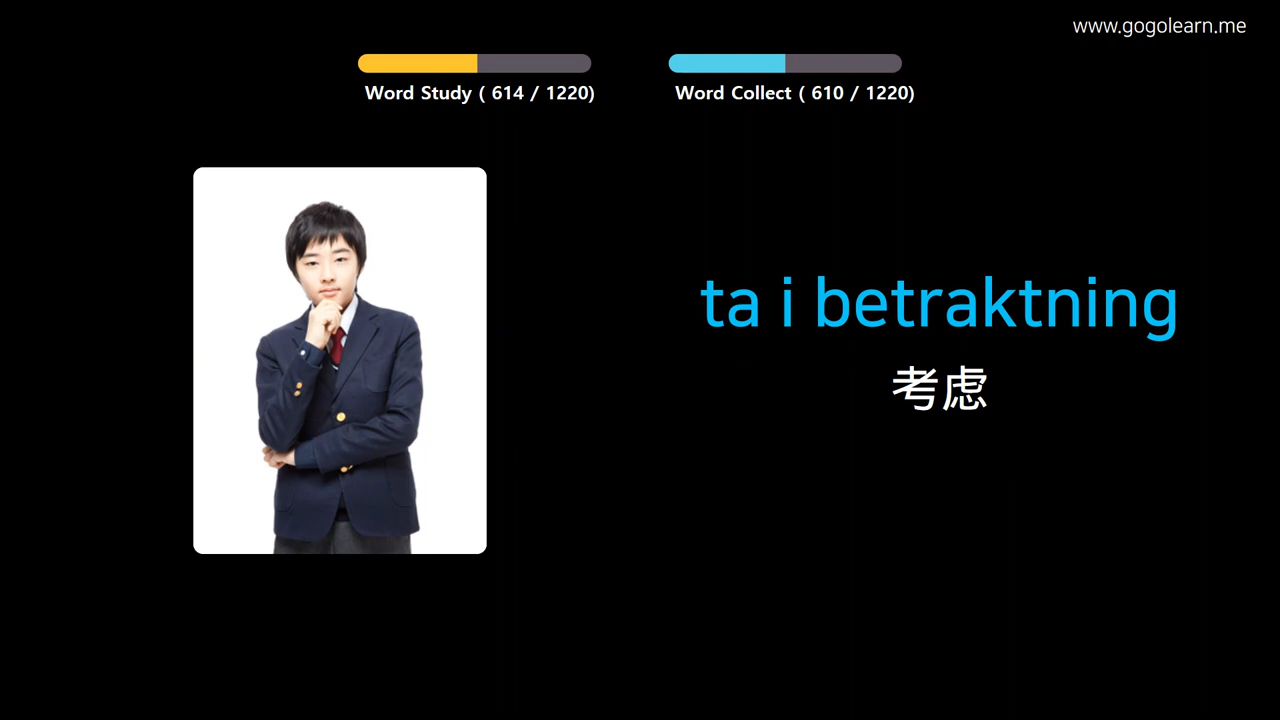 www.gogolearn.me
Word Study ( 614 / 1220)
Word Collect ( 610 / 1220)
ta i betraktning
考虑